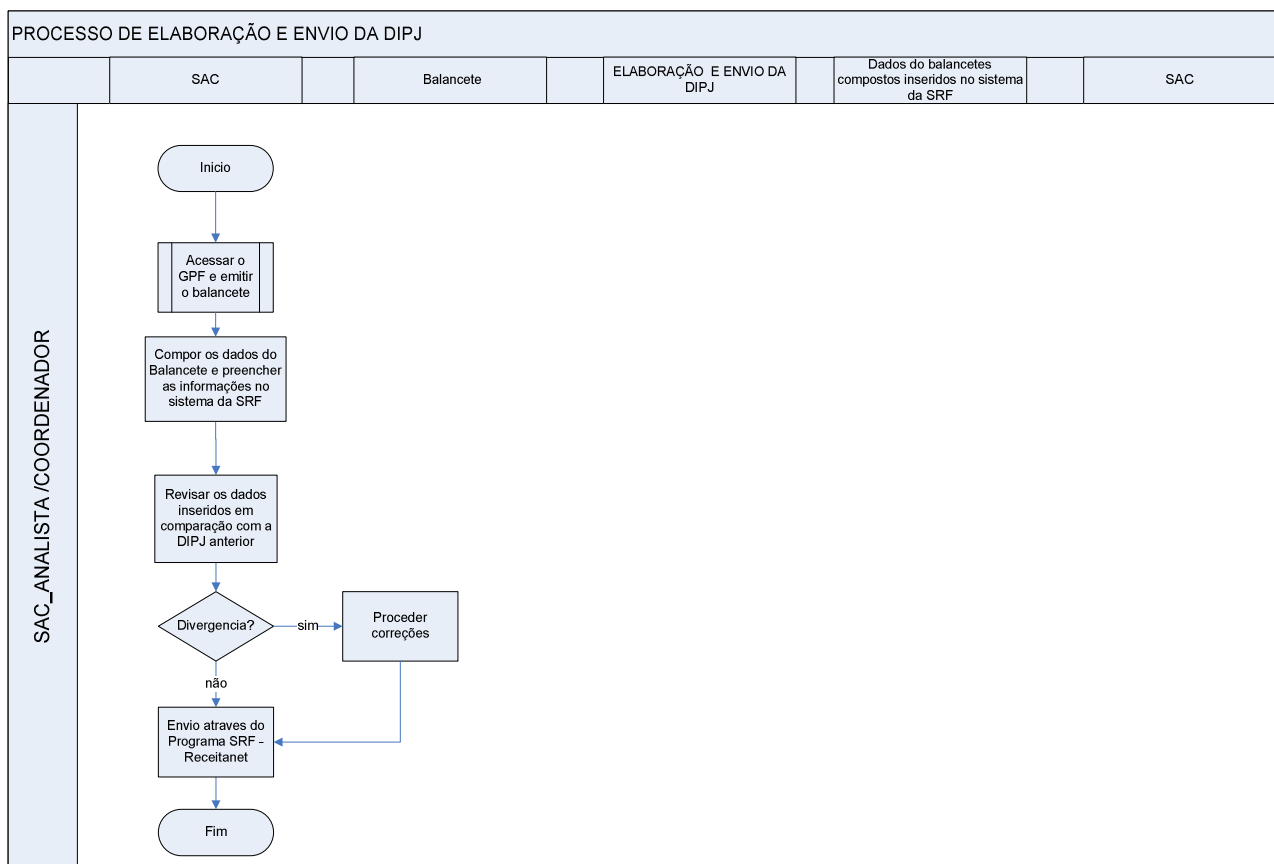 PROCESSO DE ELABORAÇÃO E ENVIO DA DIPJ
SAC
Balancete
ELABORAÇÃO E ENVIO DA
DIPJ
Dados do balancetes
compostos inseridos no sistema
da SRF
SAC
SAC_ANALISTA /COORDENADOR
Inicio
Acessar o
GPF e emitir
o balancete
Compor os dados do
Balancete e preencher
as informações no
sistema da SRF
Revisar os dados
inseridos em
comparação com a
DIPJ anterior
Divergencia?
sim
Proceder
correções
não
Envio atraves do
Programa SRF -
Receitanet
Fim